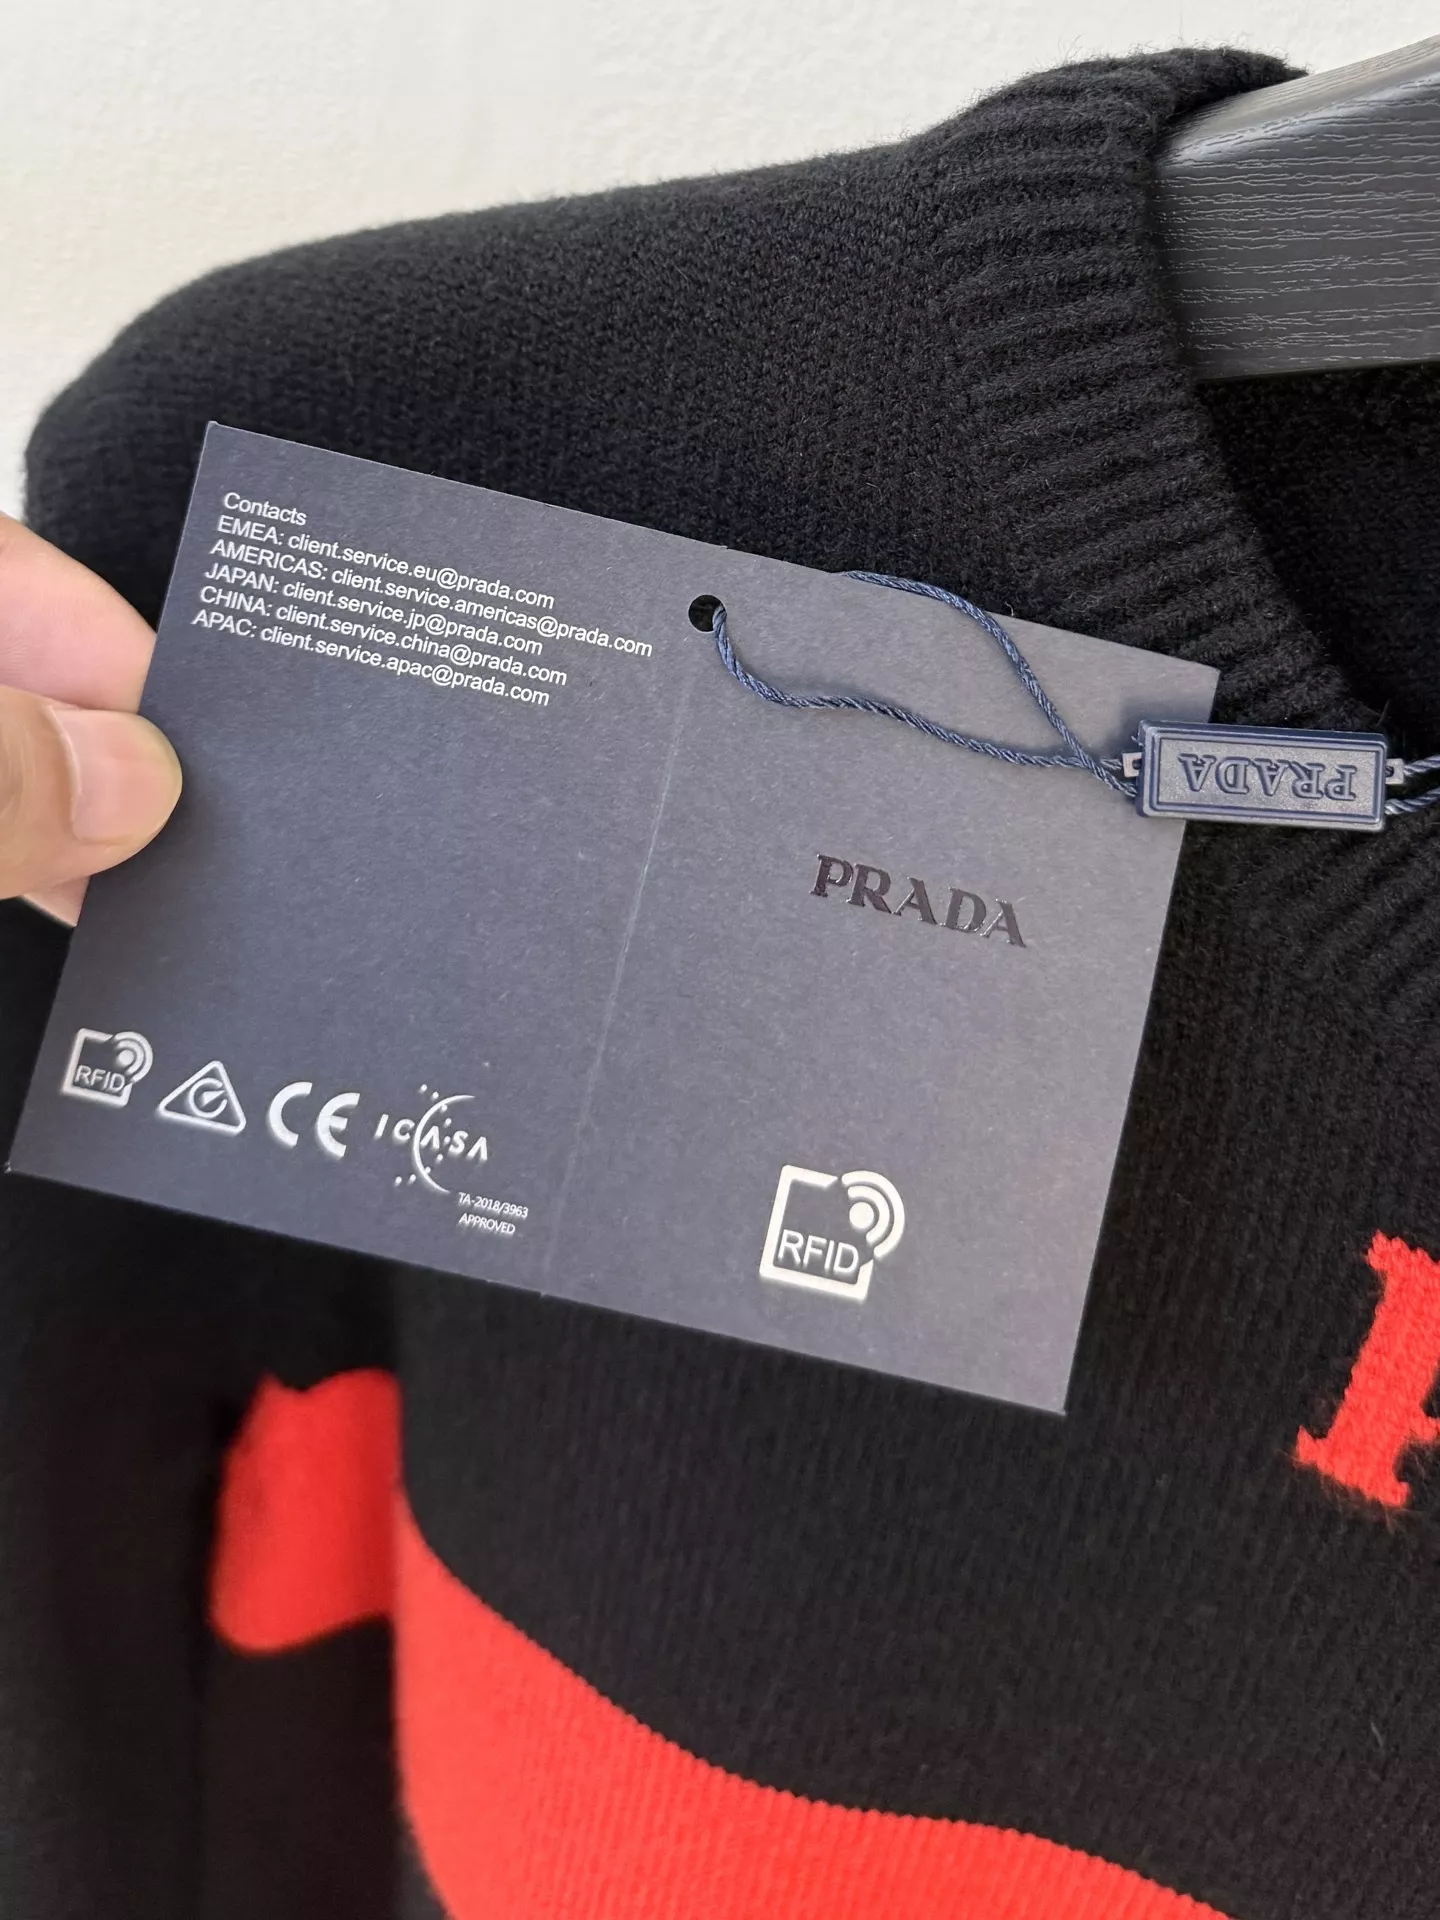 Contacts
EMEA: client.service.eu@prada.com
AMERICAS: client.service.americas@prada.com
JAPAN: client.service.jp@prada.com
CHINA: client.service.china@prada.com
APAC: client.service.apac@prada.com
PRADA
PRADA
RFID
CE
ICASA
TA-2018/3963
APPROVED
RFID